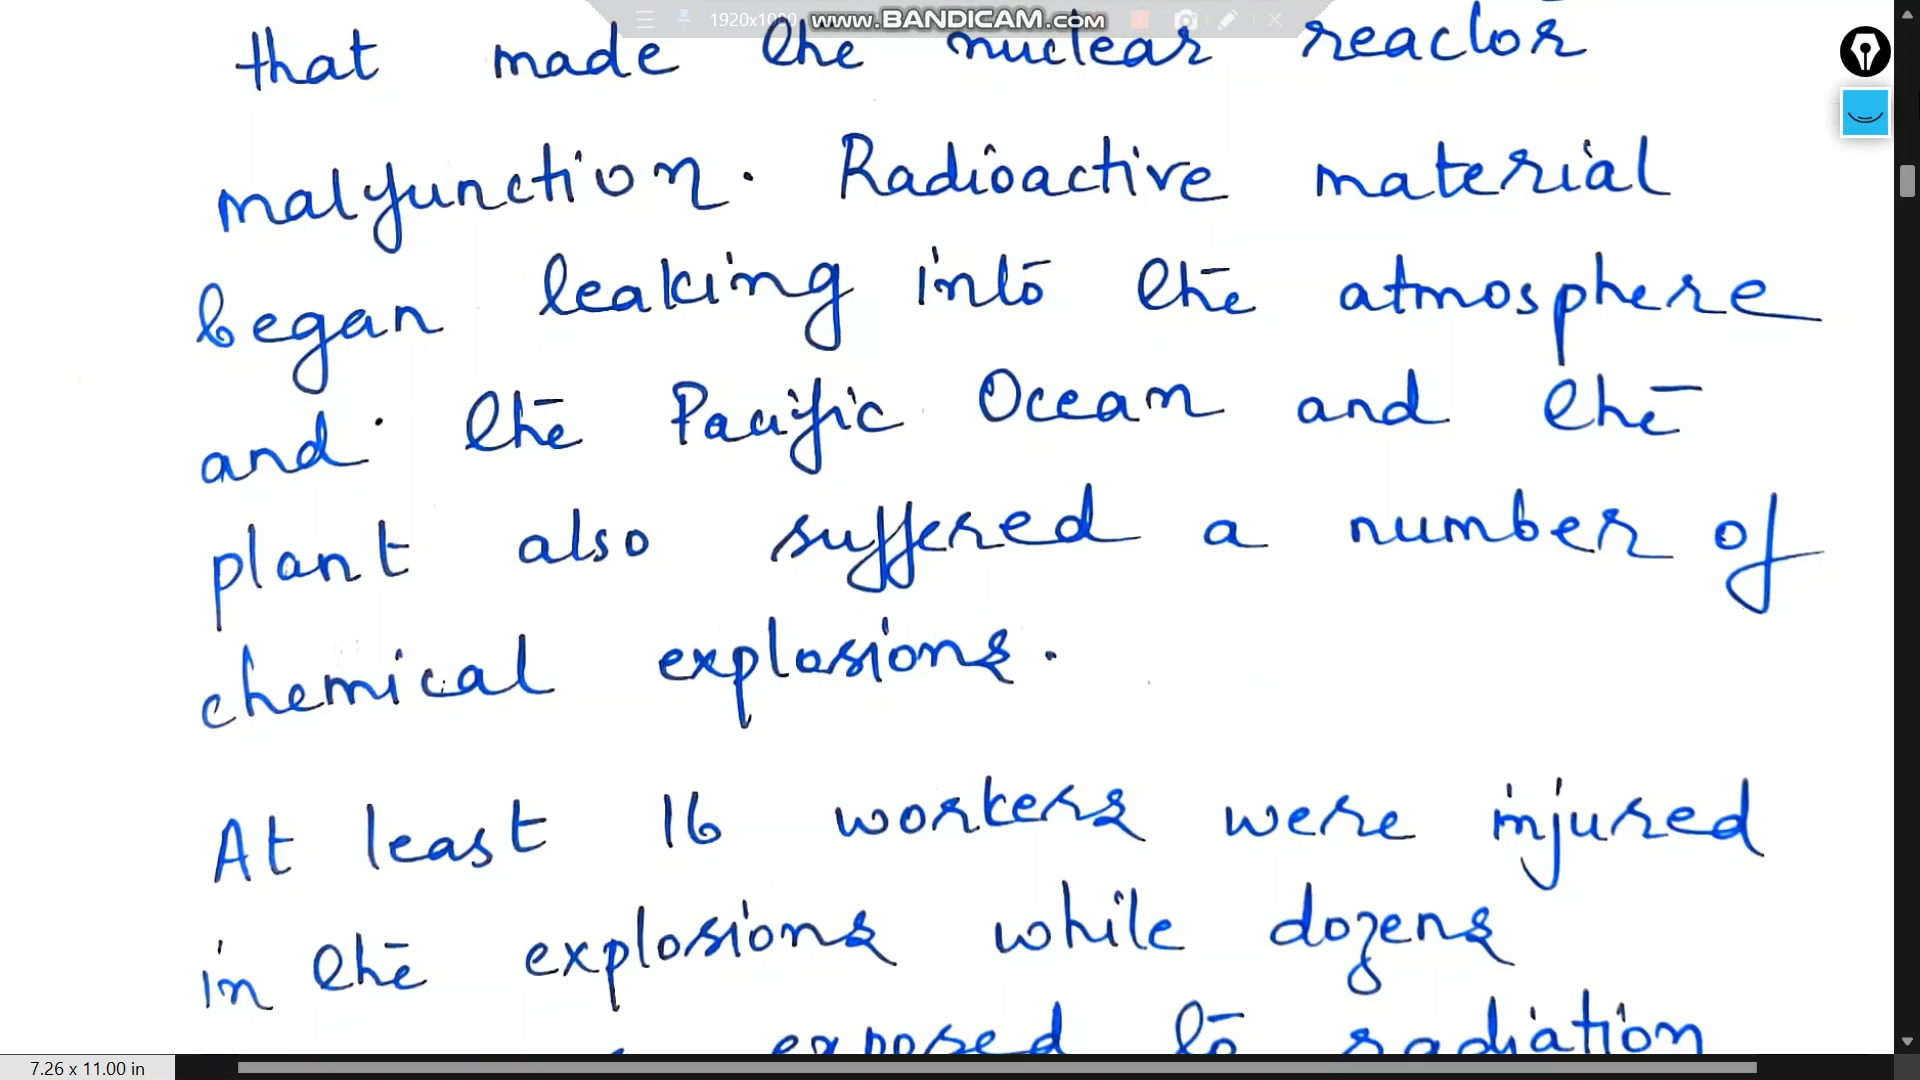 1920x1080 www.BANDICAM.com
that made the nuclear reactor
malfunction. Radioactive material
began leaking into the atmosphere
and the Pacific Ocean and the
plant also suffered a number of
chemical explosions.
At least 16 workers were injured
in the explosions while dozens
exposed to radiation
7.26 x 11.00 in